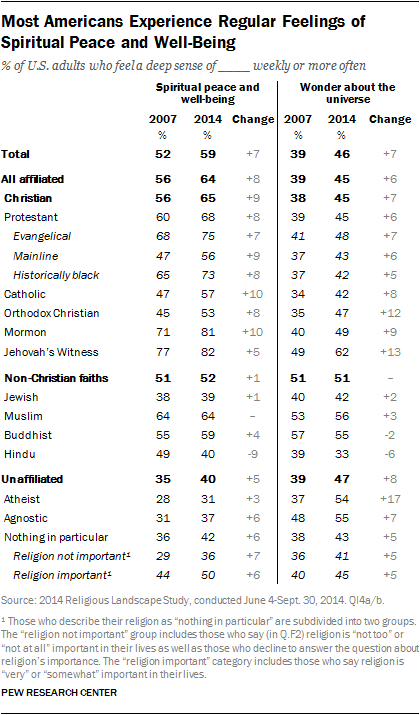 Most Americans Experience Regular Feelings of
Spiritual Peace and Well-Being
% of U.S. adults who feel a deep sense of _____ weekly or more often
Spiritual peace and well-being Wonder about the universe
2007 2014 Change 2007 2014 Change
% % % %
Total 52 59 +7 39 46 +7
All affiliated 56 64 +8 39 45 +6
Christian 56 65 +9 38 45 +7
Protestant 60 68 +8 39 45 +6
Evangelical 68 75 +7 41 48 +7
Mainline 47 56 +9 37 43 +6
Historically black 65 73 +8 37 42 +5
Catholic 47 57 +10 34 42 +8
Orthodox Christian 45 53 +8 35 47 +12
Mormon 71 81 +10 40 49 +9
Jehovah's Witness 77 82 +5 49 62 +13
Non-Christian faiths 51 52 +1 51 51 –
Jewish 38 39 +1 40 42 +2
Muslim 64 64 – 53 56 +3
Buddhist 55 59 +4 57 55 -2
Hindu 49 40 -9 39 33 -6
Unaffiliated 35 40 +5 39 47 +8
Atheist 28 31 +3 37 54 +17
Agnostic 31 37 +6 48 55 +7
Nothing in particular 36 42 +6 38 43 +5
Religion not important¹ 29 36 +7 36 41 +5
Religion important¹ 44 50 +6 40 45 +5
Source: 2014 Religious Landscape Study, conducted June 4-Sept. 30, 2014. QI4a/b.
¹ Those who describe their religion as "nothing in particular" are subdivided into two groups.
The "religion not important" group includes those who say (in Q.F2) religion is "not too" or
"not at all" important in their lives as well as those who decline to answer the question about
religion's importance. The "religion important" category includes those who say religion is
"very" or "somewhat" important in their lives.
PEW RESEARCH CENTER